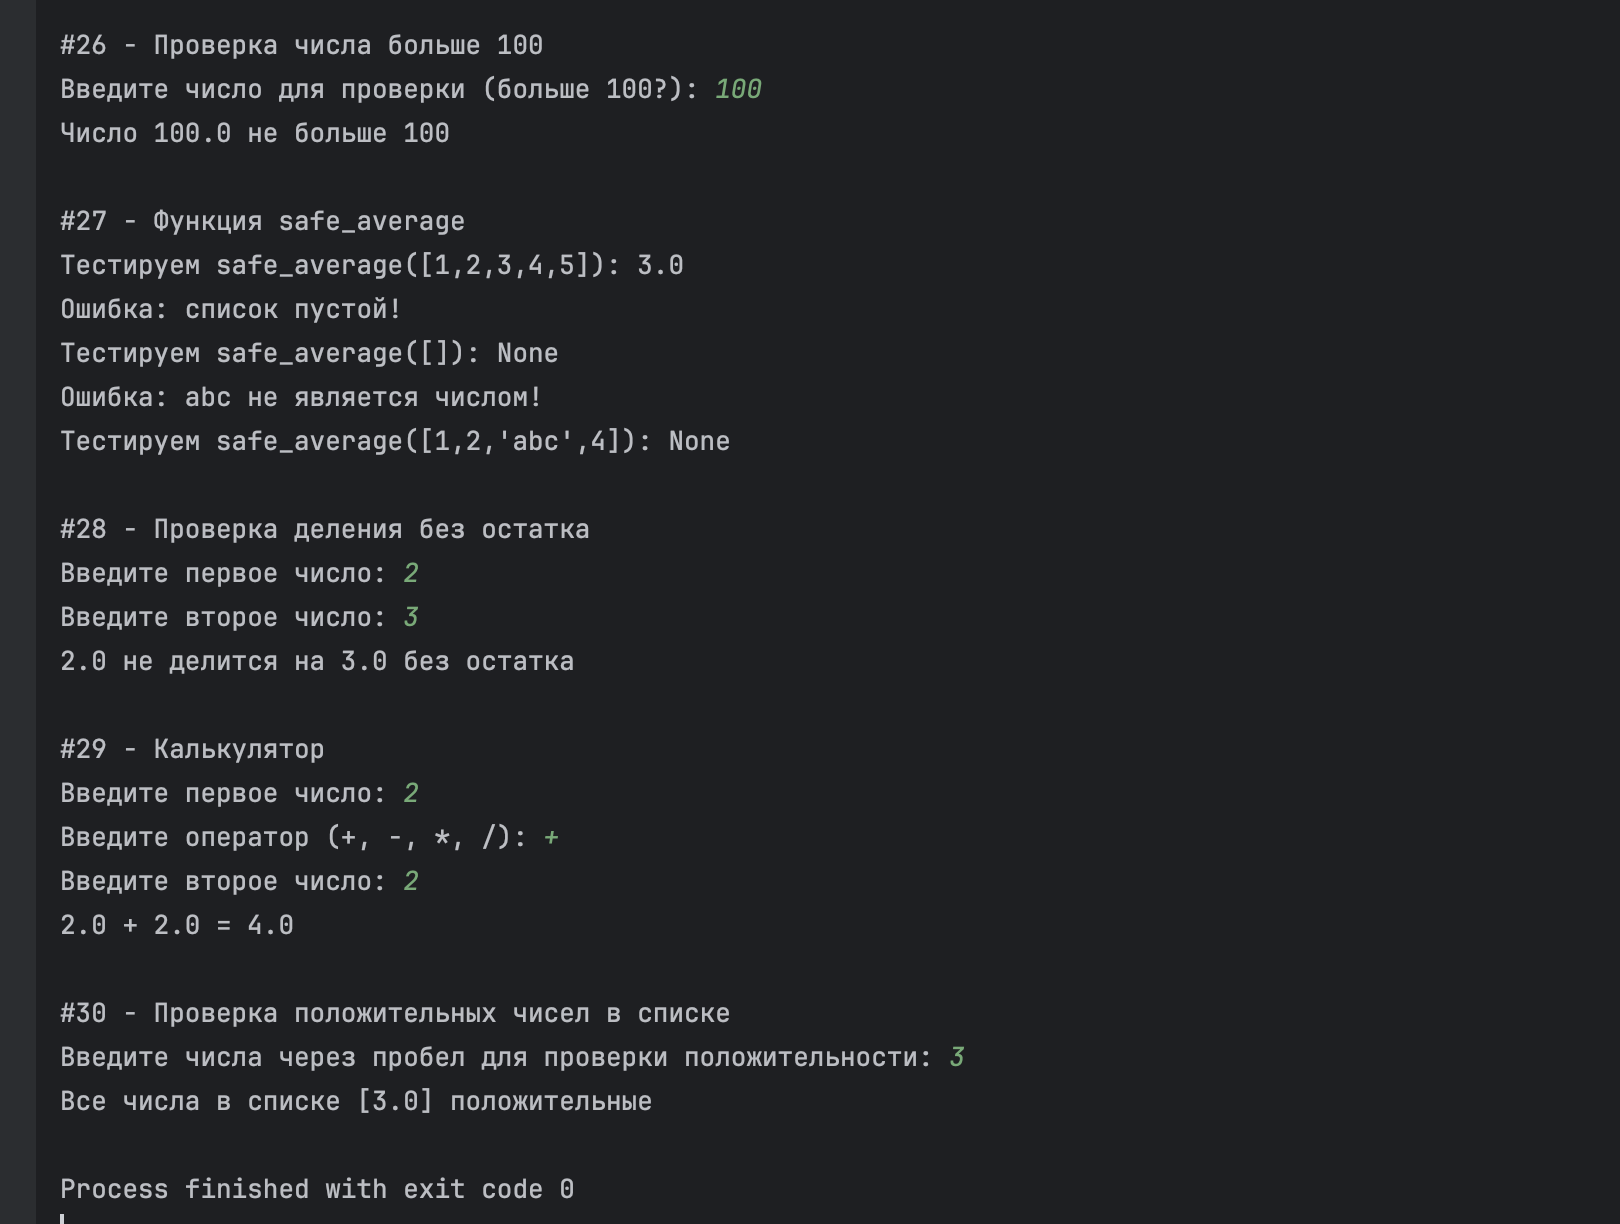 #26 - Проверка числа больше 100
Введите число для проверки (больше 100?): 100
Число 100.0 не больше 100
#27 - Функция safe_average
Тестируем safe_average([1,2,3,4,5]): 3.0
Ошибка: список пустой!
Тестируем safe_average([]): None
Ошибка: abc не является числом!
Тестируем safe_average([1,2,'abc',4]): None
#28 - Проверка деления без остатка
Введите первое число: 2
Введите второе число: 3
2.0 не делится на 3.0 без остатка
#29 - Калькулятор
Введите первое число: 2
Введите оператор (+, -, *, /): +
Введите второе число: 2
2.0 + 2.0 = 4.0
#30 - Проверка положительных чисел в списке
Введите числа через пробел для проверки положительности: 3
Все числа в списке [3.0] положительные
Process finished with exit code 0